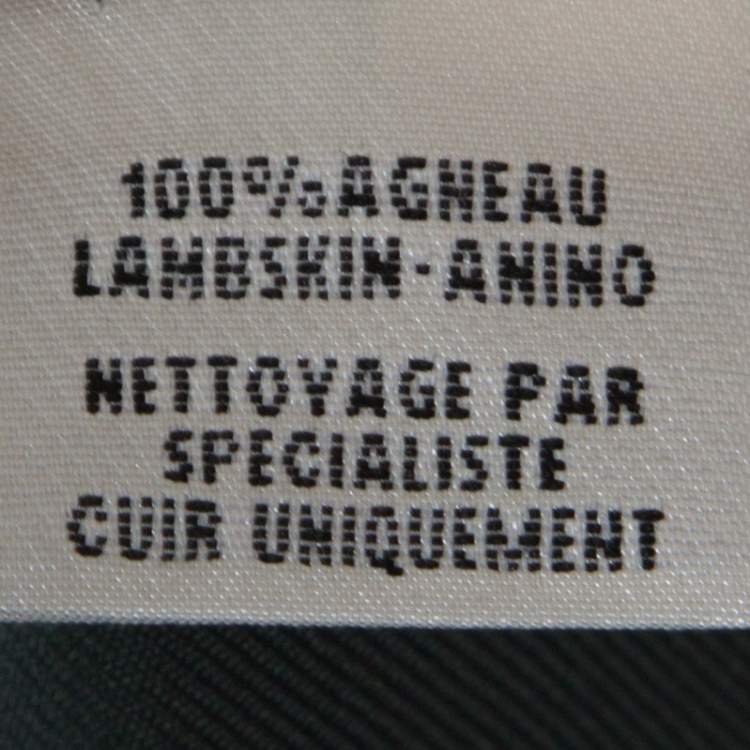 100% AGNEAU
LAMBSKIN-ANINO
NETTOYAGE PAR
SPECIALISTE
CUIR UNIQUEMENT